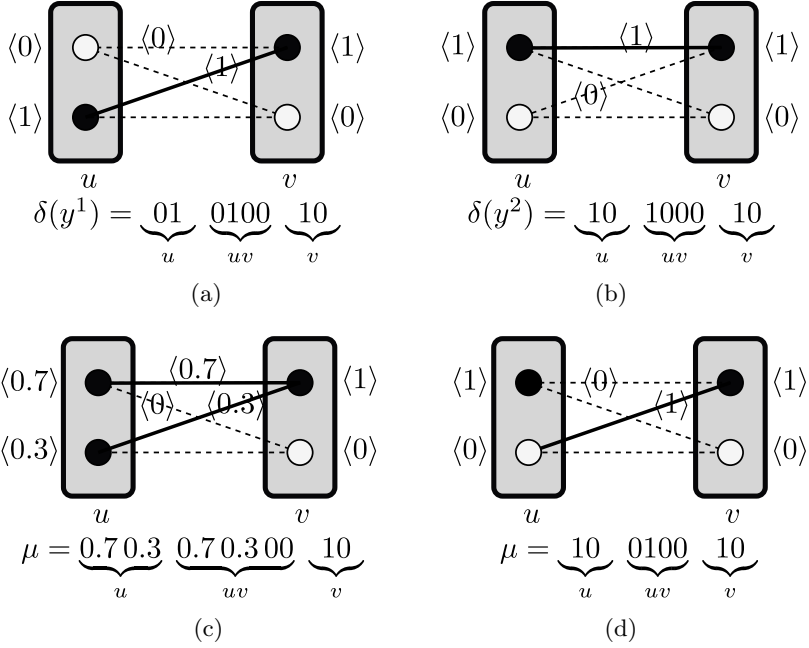 ⟨0⟩ ⟨0⟩ ⟨1⟩
⟨1⟩ ⟨1⟩ ⟨0⟩
u v
δ(y¹) = 01 0100 10
u uv v
(a)
⟨1⟩ ⟨1⟩ ⟨1⟩
⟨0⟩ ⟨0⟩ ⟨0⟩
u v
δ(y²) = 10 1000 10
u uv v
(b)
⟨0.7⟩ ⟨0.7⟩ ⟨1⟩
⟨0⟩ ⟨0.3⟩
⟨0.3⟩ ⟨0⟩
u v
μ = 0.7 0.3 0.7 0.3 00 10
u uv v
(c)
⟨1⟩ ⟨0⟩ ⟨1⟩
⟨1⟩
⟨0⟩ ⟨0⟩
u v
μ = 10 0100 10
u uv v
(d)